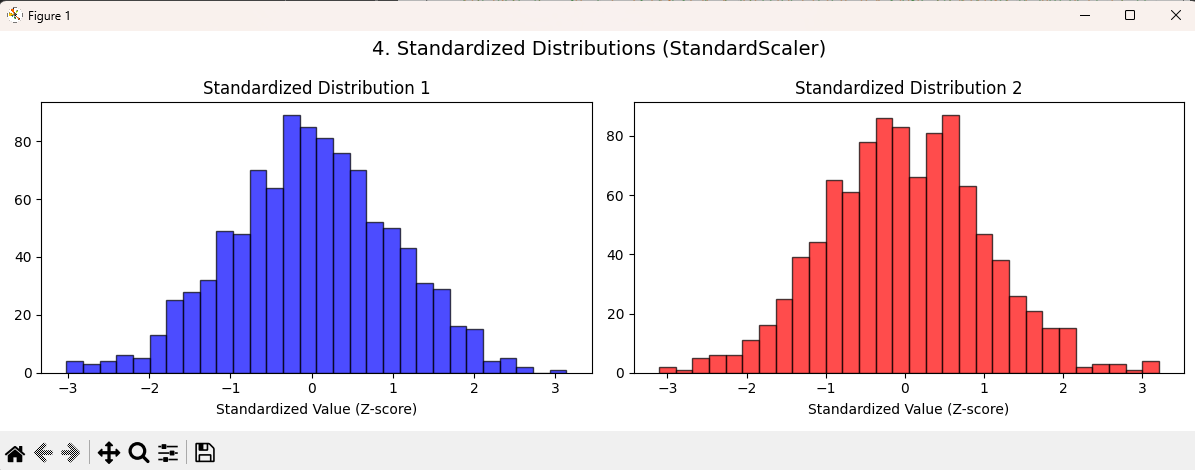 Figure 1
4. Standardized Distributions (StandardScaler)
Standardized Distribution 1
80
60
40
20
0
−3 −2 −1 0 1 2 3
Standardized Value (Z-score)
Standardized Distribution 2
80
60
40
20
0
−3 −2 −1 0 1 2 3
Standardized Value (Z-score)